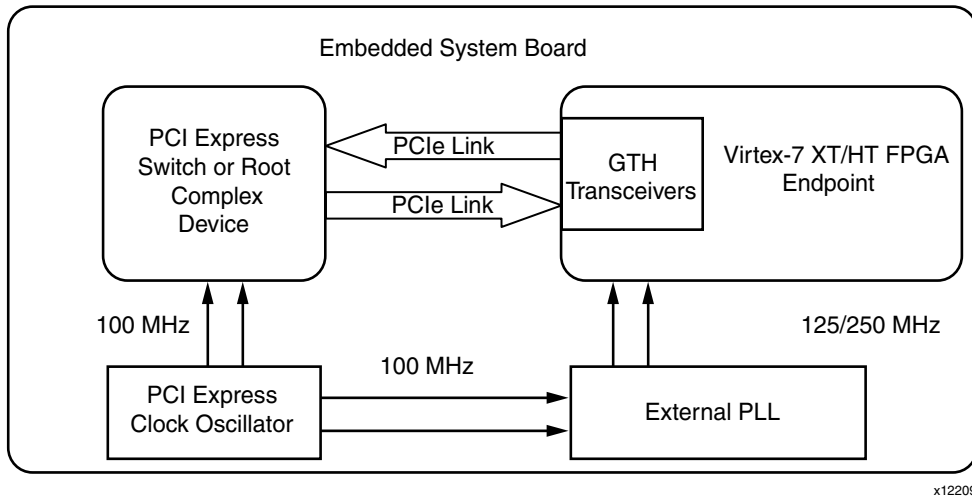 Embedded System Board
PCI Express
Switch or Root
Complex
Device
PCIe Link
PCIe Link
GTH
Transceivers
Virtex-7 XT/HT FPGA
Endpoint
100 MHz
125/250 MHz
100 MHz
PCI Express
Clock Oscillator
External PLL
x12209